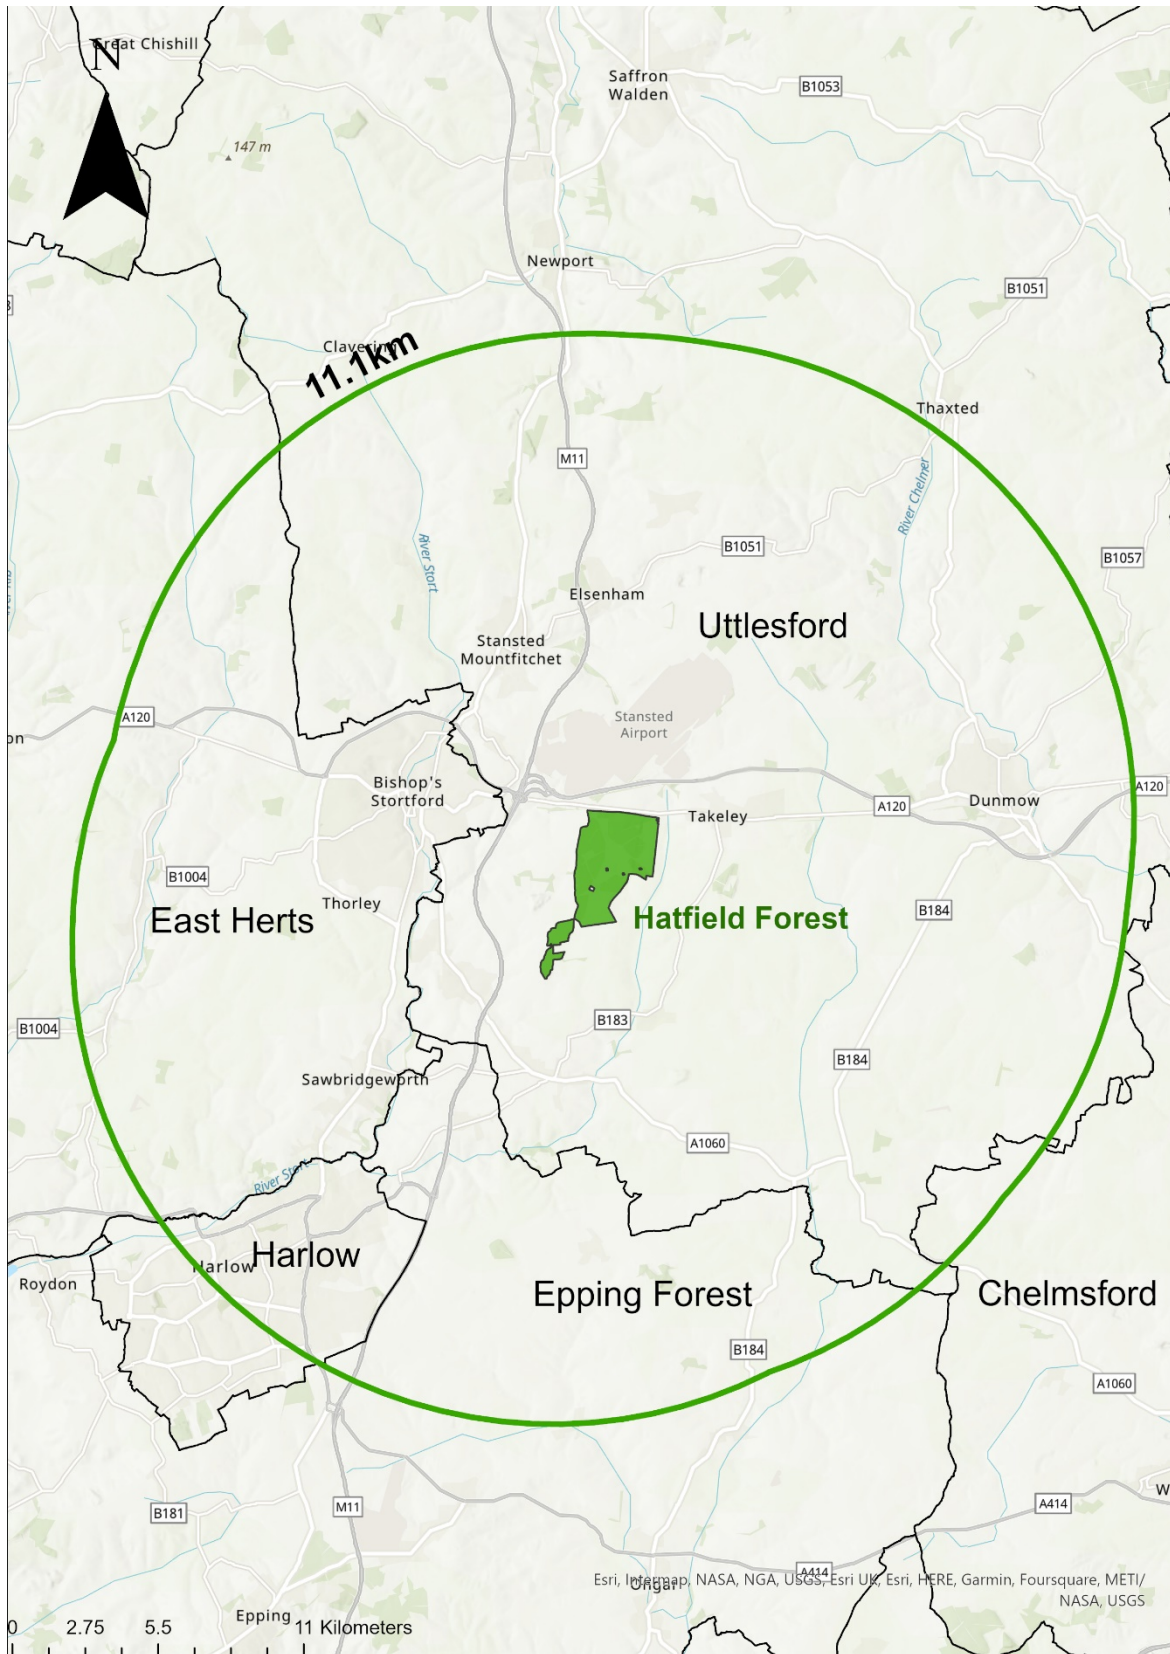 Great Chishill
N
Saffron
Walden
B1053
147 m
Newport
B1051
Clavering
11.1km
Thaxted
M11
River Chelmer
River Stort
B1051
B1057
Elsenham
Uttlesford
Stansted
Mountfitchet
A120
Stansted
Airport
on
Bishop's
Stortford
A120
A120
Dunmow
Takeley
B1004
Thorley
East Herts
Hatfield Forest
B184
B1004
B183
B184
Sawbridgeworth
A1060
River Stort
Harlow
Harlow
Roydon
Epping Forest
Chelmsford
B184
A1060
B181
M11
A414
W
A414
Ongar
Esri, Intermap, NASA, NGA, USGS, Esri UK, Esri, HERE, Garmin, Foursquare, METI/
NASA, USGS
Epping
0 2.75 5.5 11 Kilometers